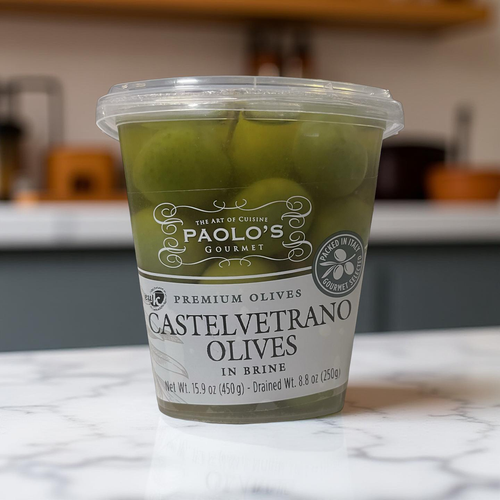 THE ART OF CUISINE
PAOLO'S
GOURMET
PACKED IN ITALY
GOURMET SELECTED
PREMIUM OLIVES
CASTELVETRANO
OLIVES
IN BRINE
Net Wt. 15.9 oz (450g) - Drained Wt. 8.8 oz (250g)